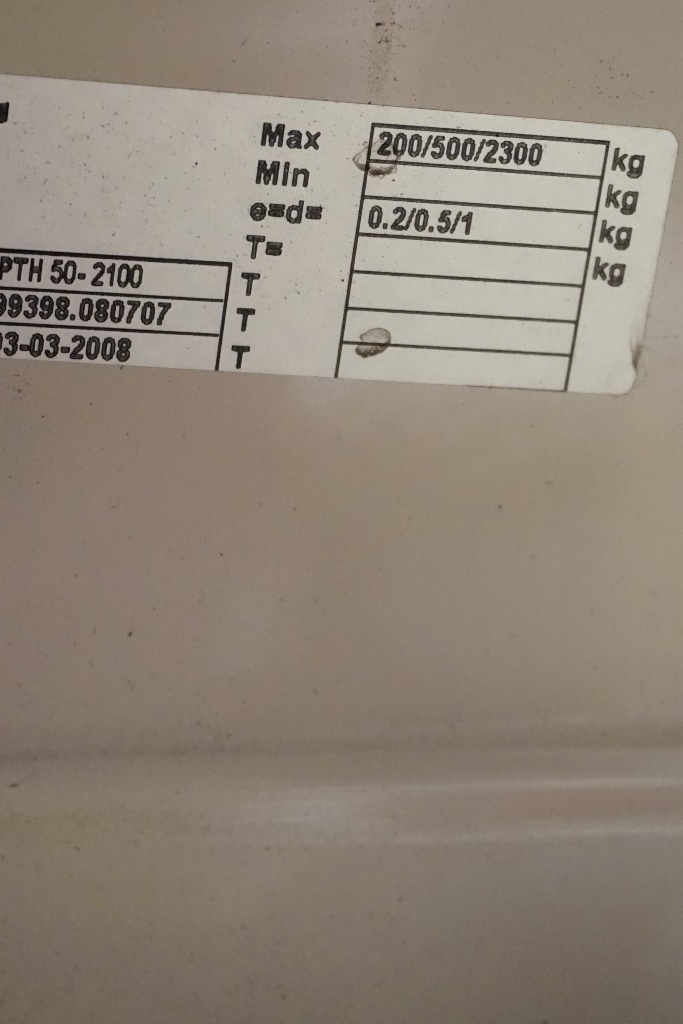 Max 200/500/2300 kg
Min kg
e=d= 0.2/0.5/1 kg
T= kg
PTH 50-2100 T
99398.080707 T
3-03-2008 T